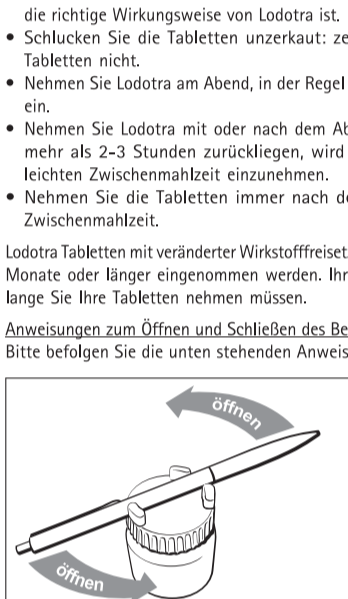 die richtige Wirkungsweise von Lodotra ist.
• Schlucken Sie die Tabletten unzerkaut: ze
Tabletten nicht.
• Nehmen Sie Lodotra am Abend, in der Regel
ein.
• Nehmen Sie Lodotra mit oder nach dem Ab
mehr als 2-3 Stunden zurückliegen, wird
leichten Zwischenmahlzeit einzunehmen.
• Nehmen Sie die Tabletten immer nach de
Zwischenmahlzeit.
Lodotra Tabletten mit veränderter Wirkstofffreiset
Monate oder länger eingenommen werden. Ihr
lange Sie Ihre Tabletten nehmen müssen.
Anweisungen zum Öffnen und Schließen des Be
Bitte befolgen Sie die unten stehenden Anweis
öffnen
öffnen